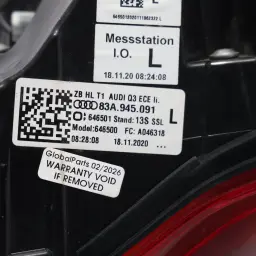 Messstation
I.O. L
18.11.20 08:24:08
ZB HL T1 AUDI Q3 ECE li.
83A.945.091 L
646501 Stand: 13S SSL
Model:646500 FC: A046318
08:28:08 18.11.2020
GlobalParts 02/2026
WARRANTY VOID
IF REMOVED